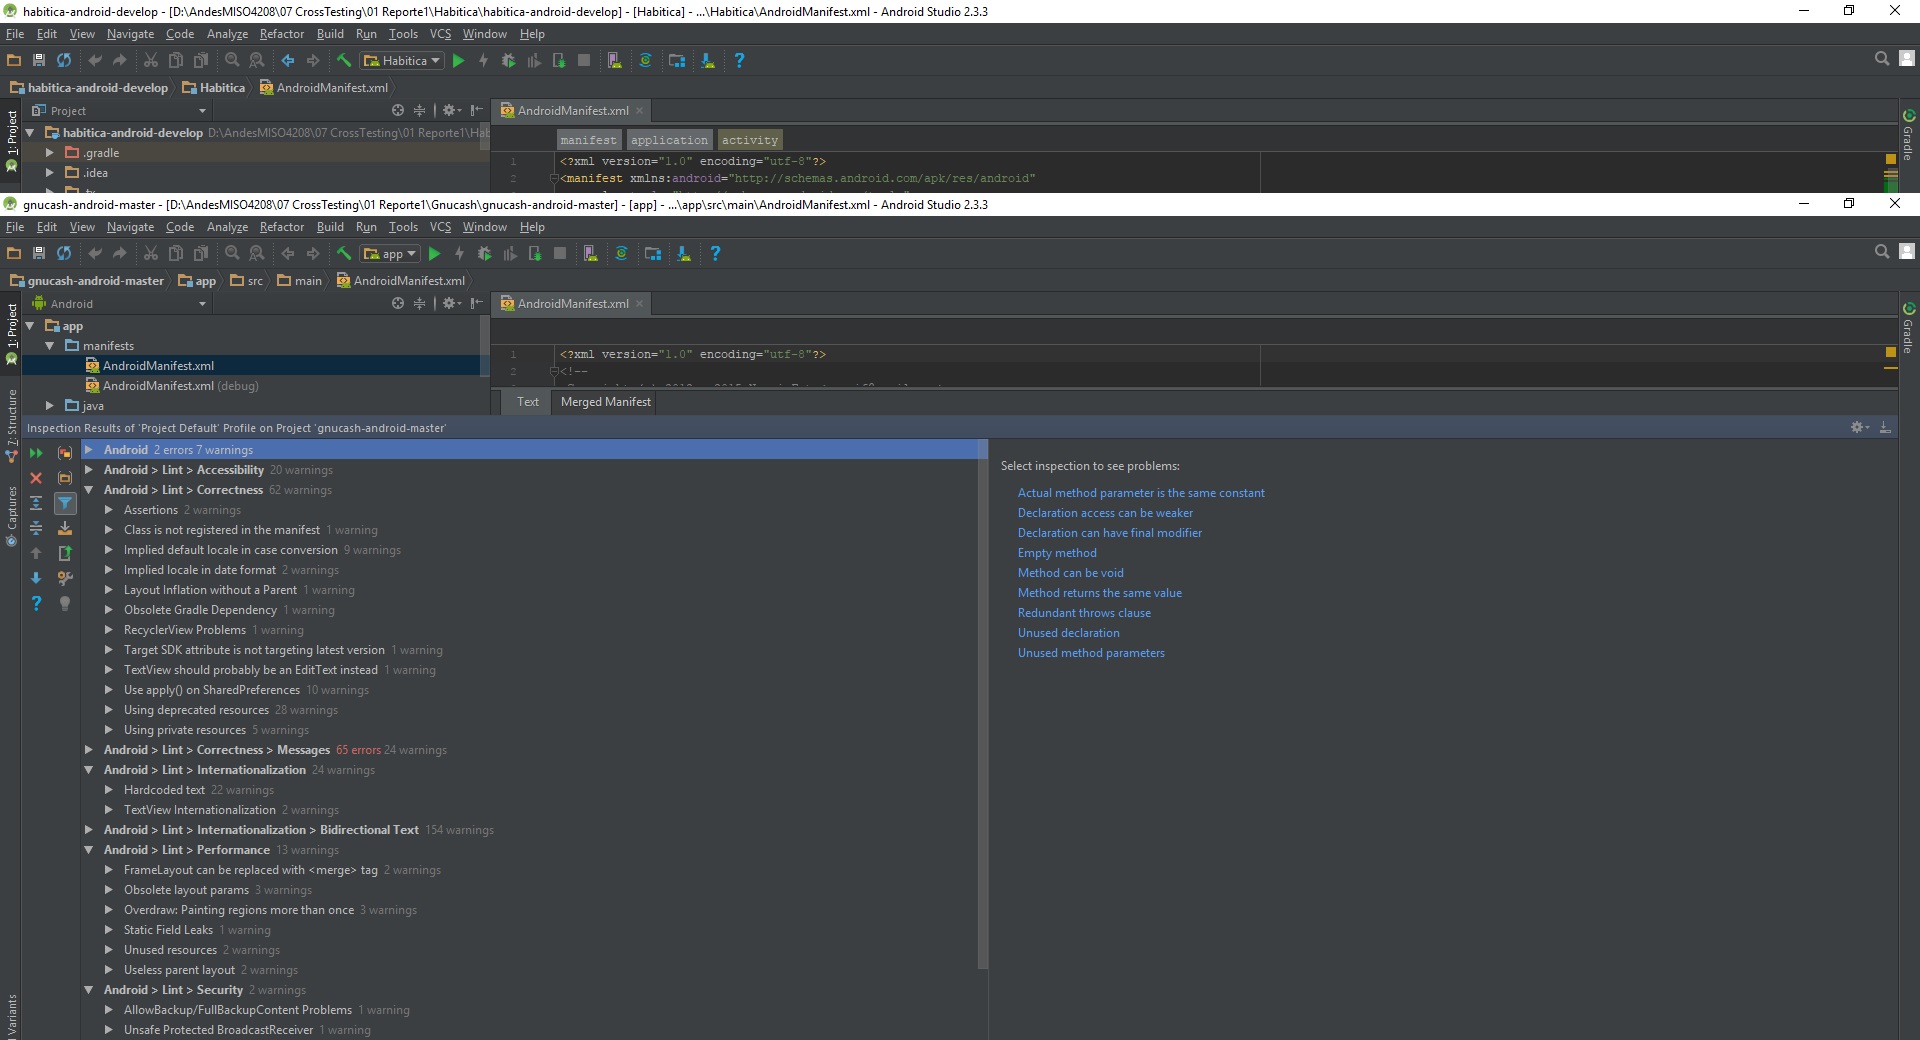 habitica-android-develop - [D:\AndesMISO4208\07 CrossTesting\01 Reporte1\Habitica\habitica-android-develop] - [Habitica] - ...\Habitica\AndroidManifest.xml - Android Studio 2.3.3
File Edit View Navigate Code Analyze Refactor Build Run Tools VCS Window Help
Habitica
habitica-android-develop Habitica AndroidManifest.xml
1: Project
Project
AndroidManifest.xml
Gradle
habitica-android-develop D:\AndesMISO4208\07 CrossTesting\01 Reporte1\Hab
manifest application activity
.gradle
1 <?xml version="1.0" encoding="utf-8"?>
.idea
2 <manifest xmlns:android="http://schemas.android.com/apk/res/android"
.tx
gnucash-android-master - [D:\AndesMISO4208\07 CrossTesting\01 Reporte1\Gnucash\gnucash-android-master] - [app] - ...\app\src\main\AndroidManifest.xml - Android Studio 2.3.3
File Edit View Navigate Code Analyze Refactor Build Run Tools VCS Window Help
app
gnucash-android-master app src main AndroidManifest.xml
1: Project
Android
AndroidManifest.xml
Gradle
app
manifests
1 <?xml version="1.0" encoding="utf-8"?>
AndroidManifest.xml
2 <!--
AndroidManifest.xml (debug)
java
Text Merged Manifest
7: Structure
Captures
Variants
Inspection Results of 'Project Default' Profile on Project 'gnucash-android-master'
Android 2 errors 7 warnings
Android > Lint > Accessibility 20 warnings
Android > Lint > Correctness 62 warnings
Assertions 2 warnings
Class is not registered in the manifest 1 warning
Implied default locale in case conversion 9 warnings
Implied locale in date format 2 warnings
Layout Inflation without a Parent 1 warning
Obsolete Gradle Dependency 1 warning
RecyclerView Problems 1 warning
Target SDK attribute is not targeting latest version 1 warning
TextView should probably be an EditText instead 1 warning
Use apply() on SharedPreferences 10 warnings
Using deprecated resources 28 warnings
Using private resources 5 warnings
Android > Lint > Correctness > Messages 65 errors 24 warnings
Android > Lint > Internationalization 24 warnings
Hardcoded text 22 warnings
TextView Internationalization 2 warnings
Android > Lint > Internationalization > Bidirectional Text 154 warnings
Android > Lint > Performance 13 warnings
FrameLayout can be replaced with <merge> tag 2 warnings
Obsolete layout params 3 warnings
Overdraw: Painting regions more than once 3 warnings
Static Field Leaks 1 warning
Unused resources 2 warnings
Useless parent layout 2 warnings
Android > Lint > Security 2 warnings
AllowBackup/FullBackupContent Problems 1 warning
Unsafe Protected BroadcastReceiver 1 warning
Select inspection to see problems:
Actual method parameter is the same constant
Declaration access can be weaker
Declaration can have final modifier
Empty method
Method can be void
Method returns the same value
Redundant throws clause
Unused declaration
Unused method parameters